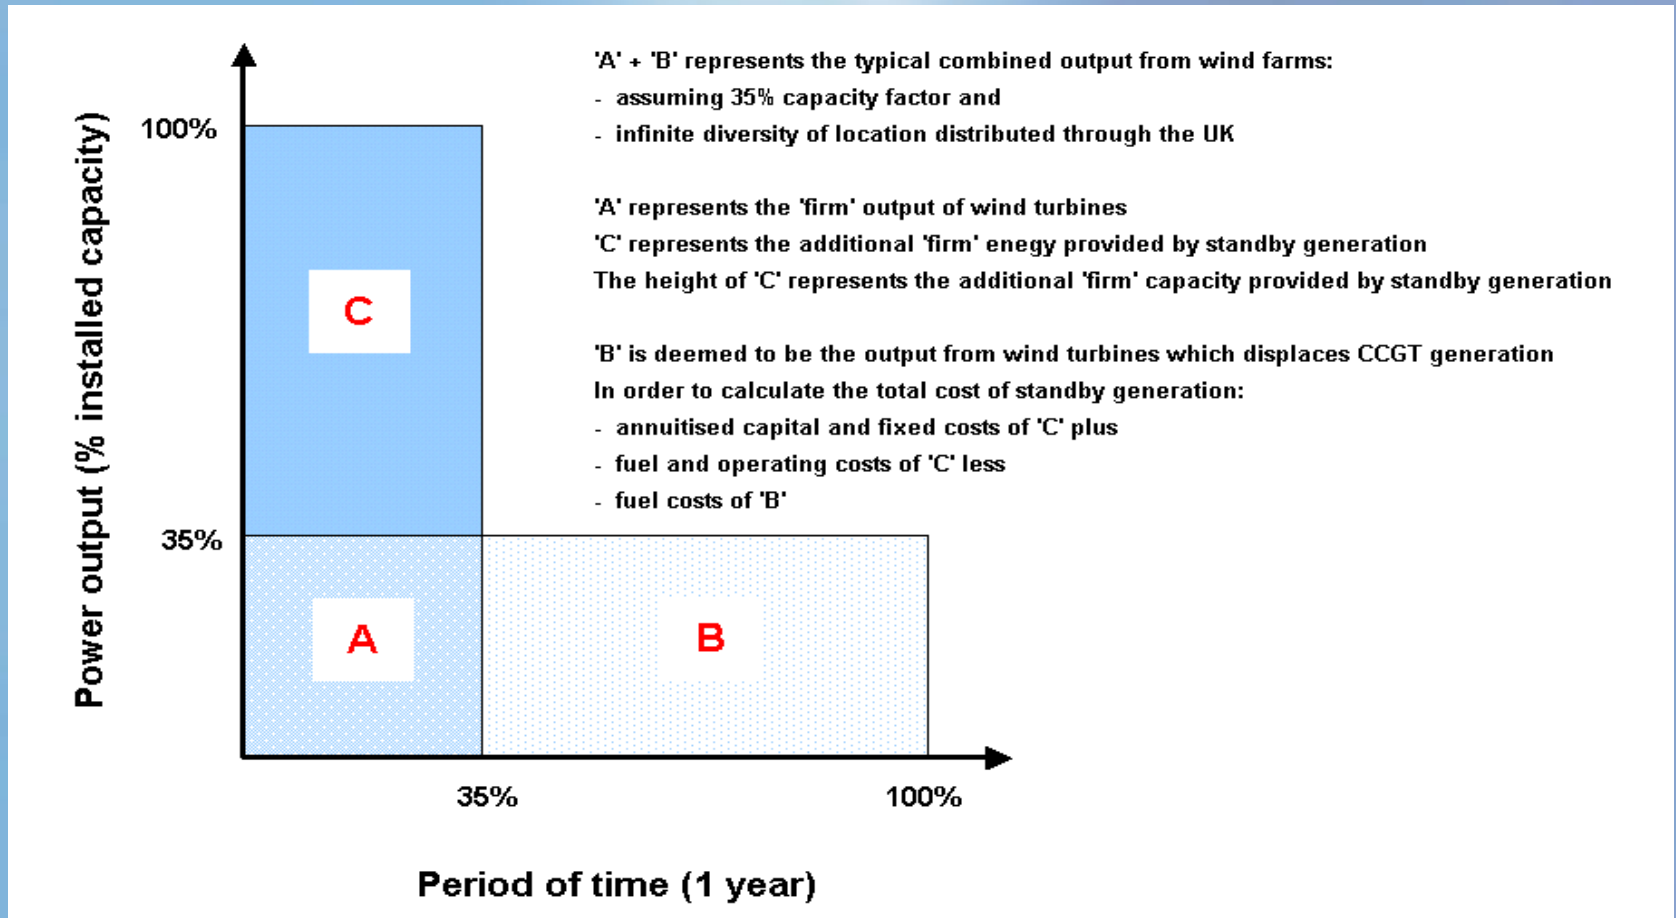 'A' + 'B' represents the typical combined output from wind farms:
- assuming 35% capacity factor and
- infinite diversity of location distributed through the UK
'A' represents the 'firm' output of wind turbines
'C' represents the additional 'firm' enegy provided by standby generation
The height of 'C' represents the additional 'firm' capacity provided by standby generation
'B' is deemed to be the output from wind turbines which displaces CCGT generation
In order to calculate the total cost of standby generation:
- annuitised capital and fixed costs of 'C' plus
- fuel and operating costs of 'C' less
- fuel costs of 'B'
Power output (% installed capacity)
100%
35%
C
A
B
35%
100%
Period of time (1 year)